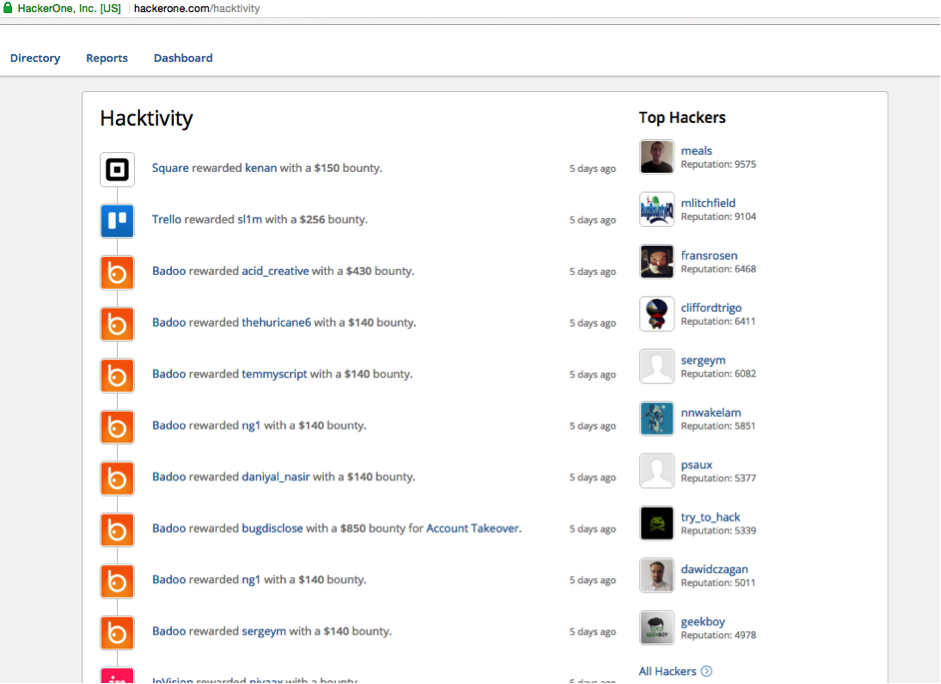 HackerOne, Inc. [US] hackerone.com/hacktivity
Directory Reports Dashboard
Hacktivity
Square rewarded kenan with a $150 bounty. 5 days ago
Trello rewarded sl1m with a $256 bounty. 5 days ago
Badoo rewarded acid_creative with a $430 bounty. 5 days ago
Badoo rewarded thehuricane6 with a $140 bounty. 5 days ago
Badoo rewarded temmyscript with a $140 bounty. 5 days ago
Badoo rewarded ng1 with a $140 bounty. 5 days ago
Badoo rewarded daniyal_nasir with a $140 bounty. 5 days ago
Badoo rewarded bugdisclose with a $850 bounty for Account Takeover. 5 days ago
Badoo rewarded ng1 with a $140 bounty. 5 days ago
Badoo rewarded sergeym with a $140 bounty. 5 days ago
InVision rewarded with a bounty. 5 days ago
Top Hackers
meals
Reputation: 9575
mlitchfield
Reputation: 9104
fransrosen
Reputation: 6468
cliffordtrigo
Reputation: 6411
sergeym
Reputation: 6082
nnwakelam
Reputation: 5851
psaux
Reputation: 5377
try_to_hack
Reputation: 5339
dawidczagan
Reputation: 5011
geekboy
Reputation: 4978
All Hackers